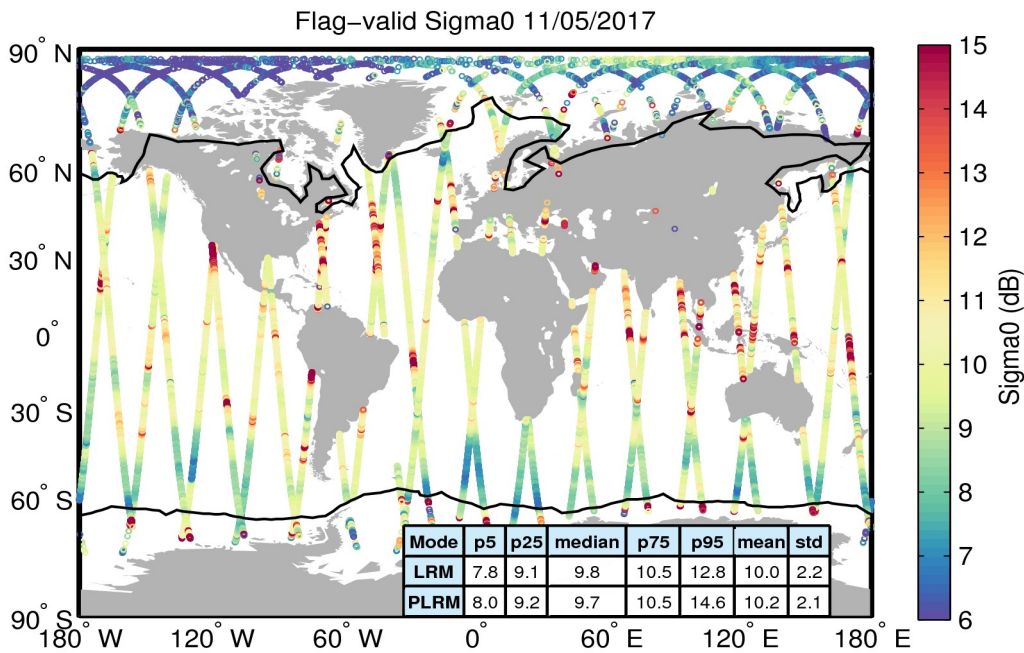 Flag−valid Sigma0 11/05/2017
90° N
60° N
30° N
0°
30° S
60° S
90° S
180° W
120° W
60° W
0°
60° E
120° E
180° E
Mode p5 p25 median p75 p95 mean std
LRM 7.8 9.1 9.8 10.5 12.8 10.0 2.2
PLRM 8.0 9.2 9.7 10.5 14.6 10.2 2.1
15
14
13
12
11
10
9
8
7
6
Sigma0 (dB)